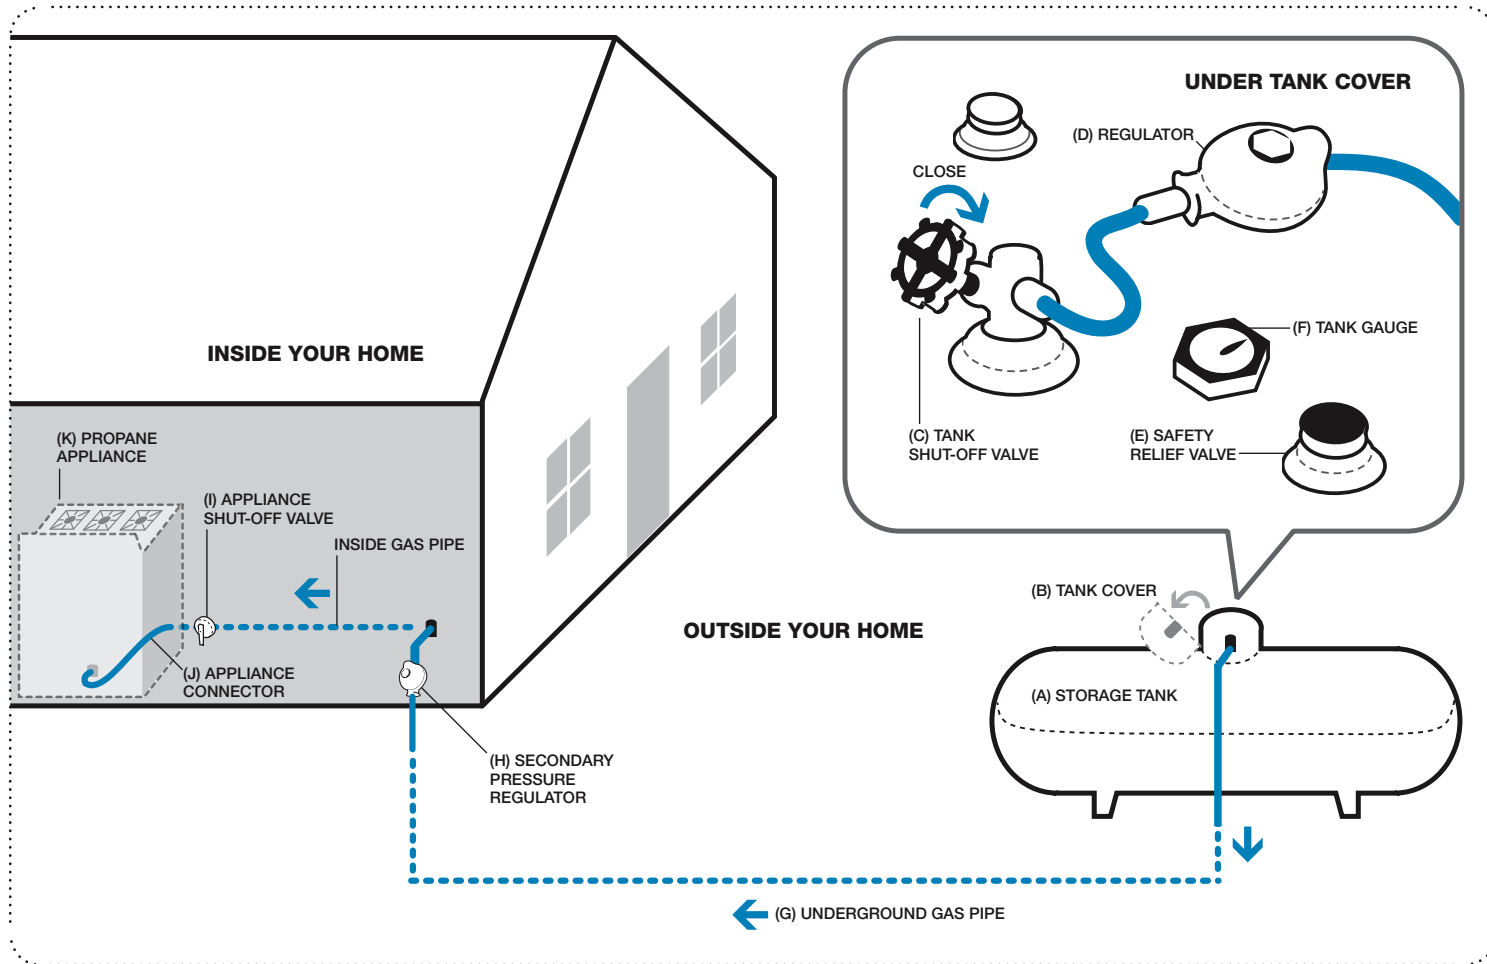 UNDER TANK COVER
(D) REGULATOR
CLOSE
(F) TANK GAUGE
(C) TANK
SHUT-OFF VALVE
(E) SAFETY
RELIEF VALVE
INSIDE YOUR HOME
(K) PROPANE
APPLIANCE
(I) APPLIANCE
SHUT-OFF VALVE
INSIDE GAS PIPE
(J) APPLIANCE
CONNECTOR
(H) SECONDARY
PRESSURE
REGULATOR
OUTSIDE YOUR HOME
(B) TANK COVER
(A) STORAGE TANK
(G) UNDERGROUND GAS PIPE